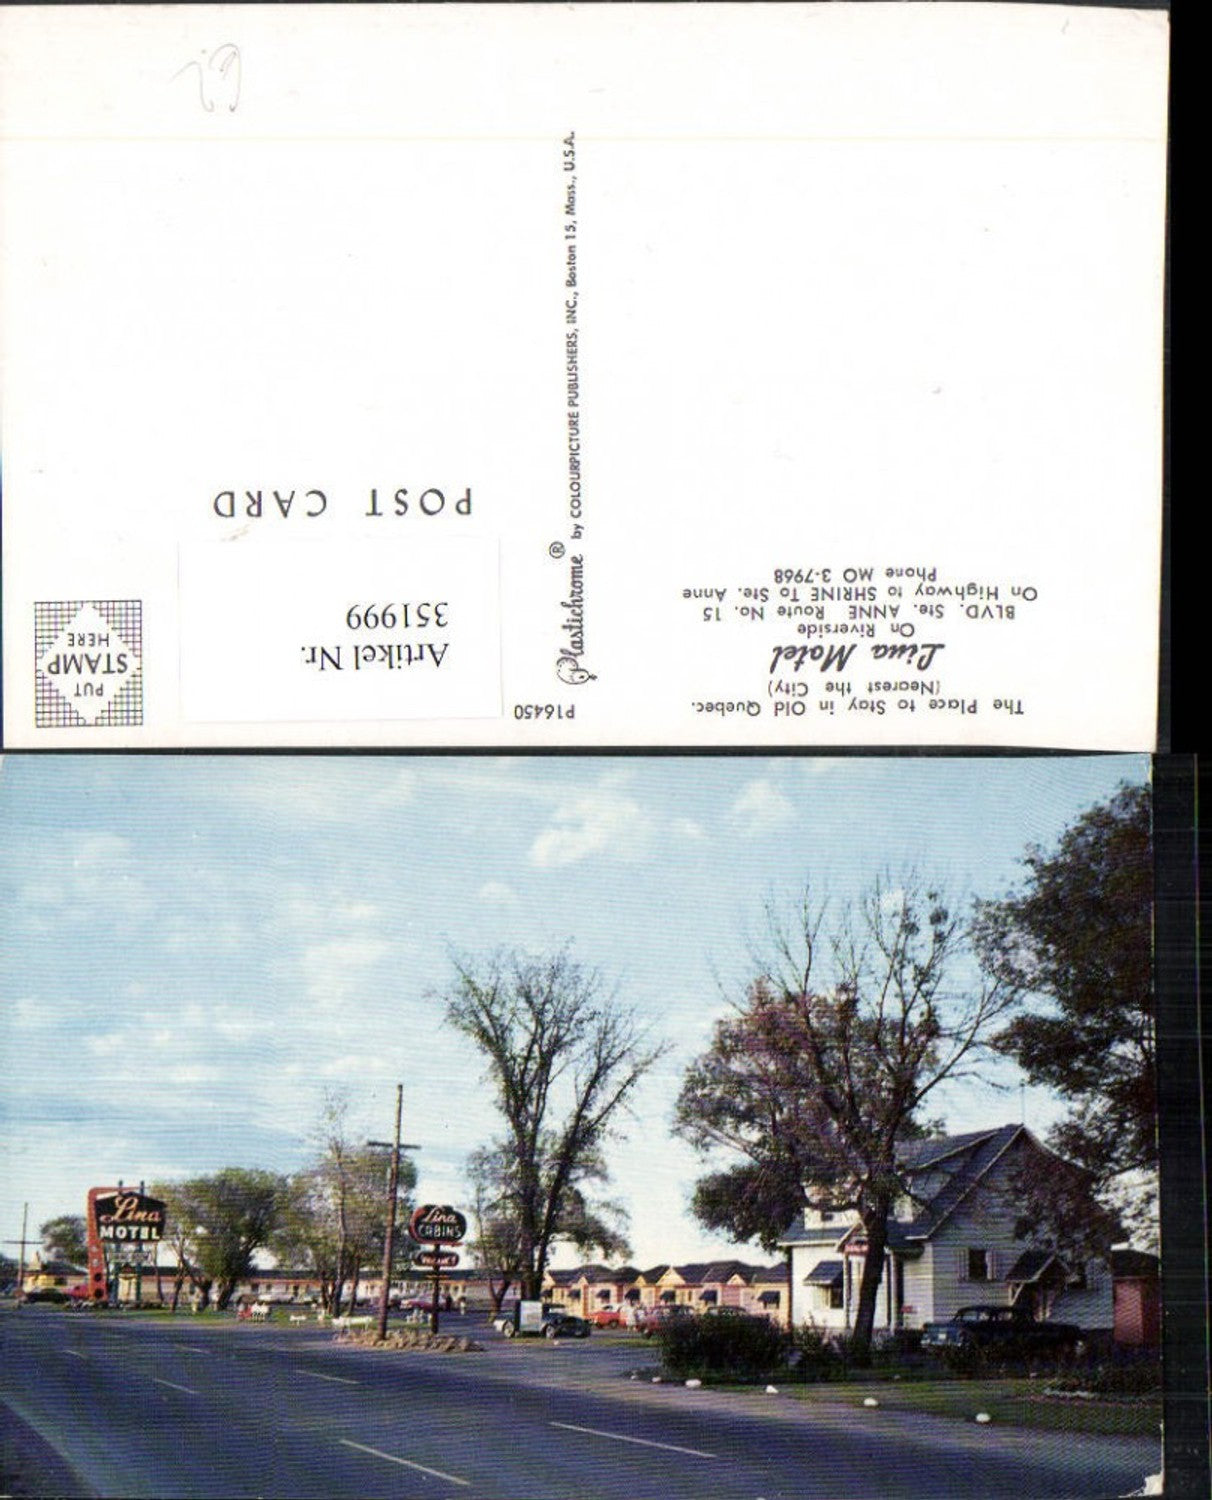 The Place to Stay in Old Quebec.
(Nearest the City)
Lina Motel
On Riverside
BLVD. Ste. ANNE Route No. 15
On Highway to SHRINE To Ste. Anne
Phone MO 3-7968
P16450
Plastichrome ® by COLOURPICTURE PUBLISHERS, INC., Boston 15, Mass., U.S.A.
POST CARD
Artikel Nr.
351999
PUT
STAMP
HERE
Lina
MOTEL
Lina
CABINS